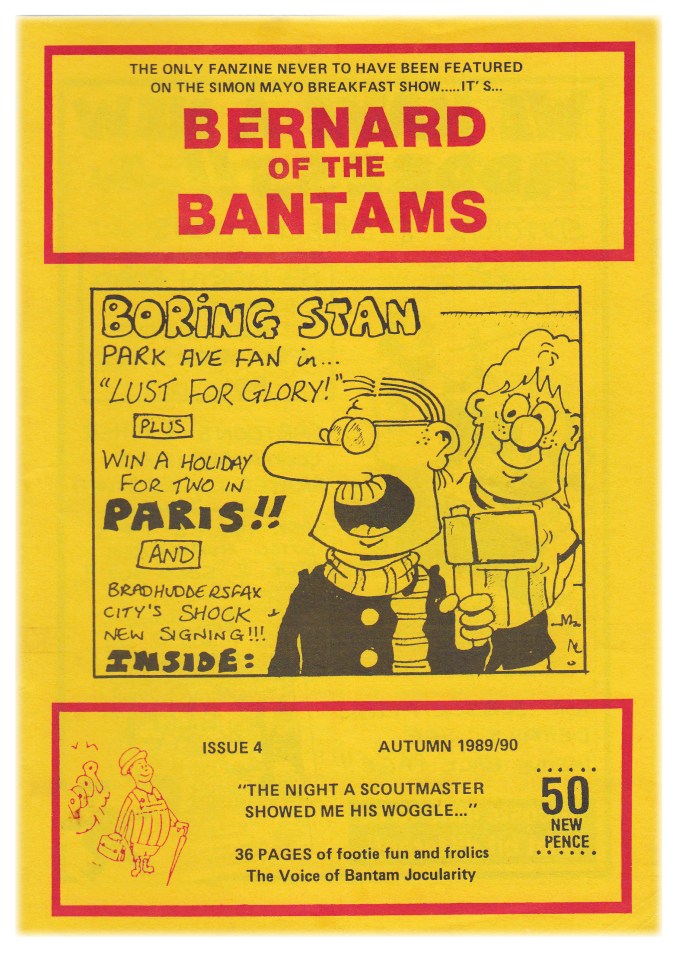 THE ONLY FANZINE NEVER TO HAVE BEEN FEATURED
ON THE SIMON MAYO BREAKFAST SHOW.....IT'S...
BERNARD
OF THE
BANTAMS
BORING STAN
PARK AVE FAN in...
"LUST FOR GLORY!"
PLUS
WIN A HOLIDAY
FOR TWO IN
PARIS!!
AND
BRADHUDDERSFAX
CITY'S SHOCK
NEW SIGNING!!!
INSIDE:
ISSUE 4
AUTUMN 1989/90
POOP
"THE NIGHT A SCOUTMASTER
SHOWED ME HIS WOGGLE..."
50
NEW
PENCE
36 PAGES of footie fun and frolics
The Voice of Bantam Jocularity